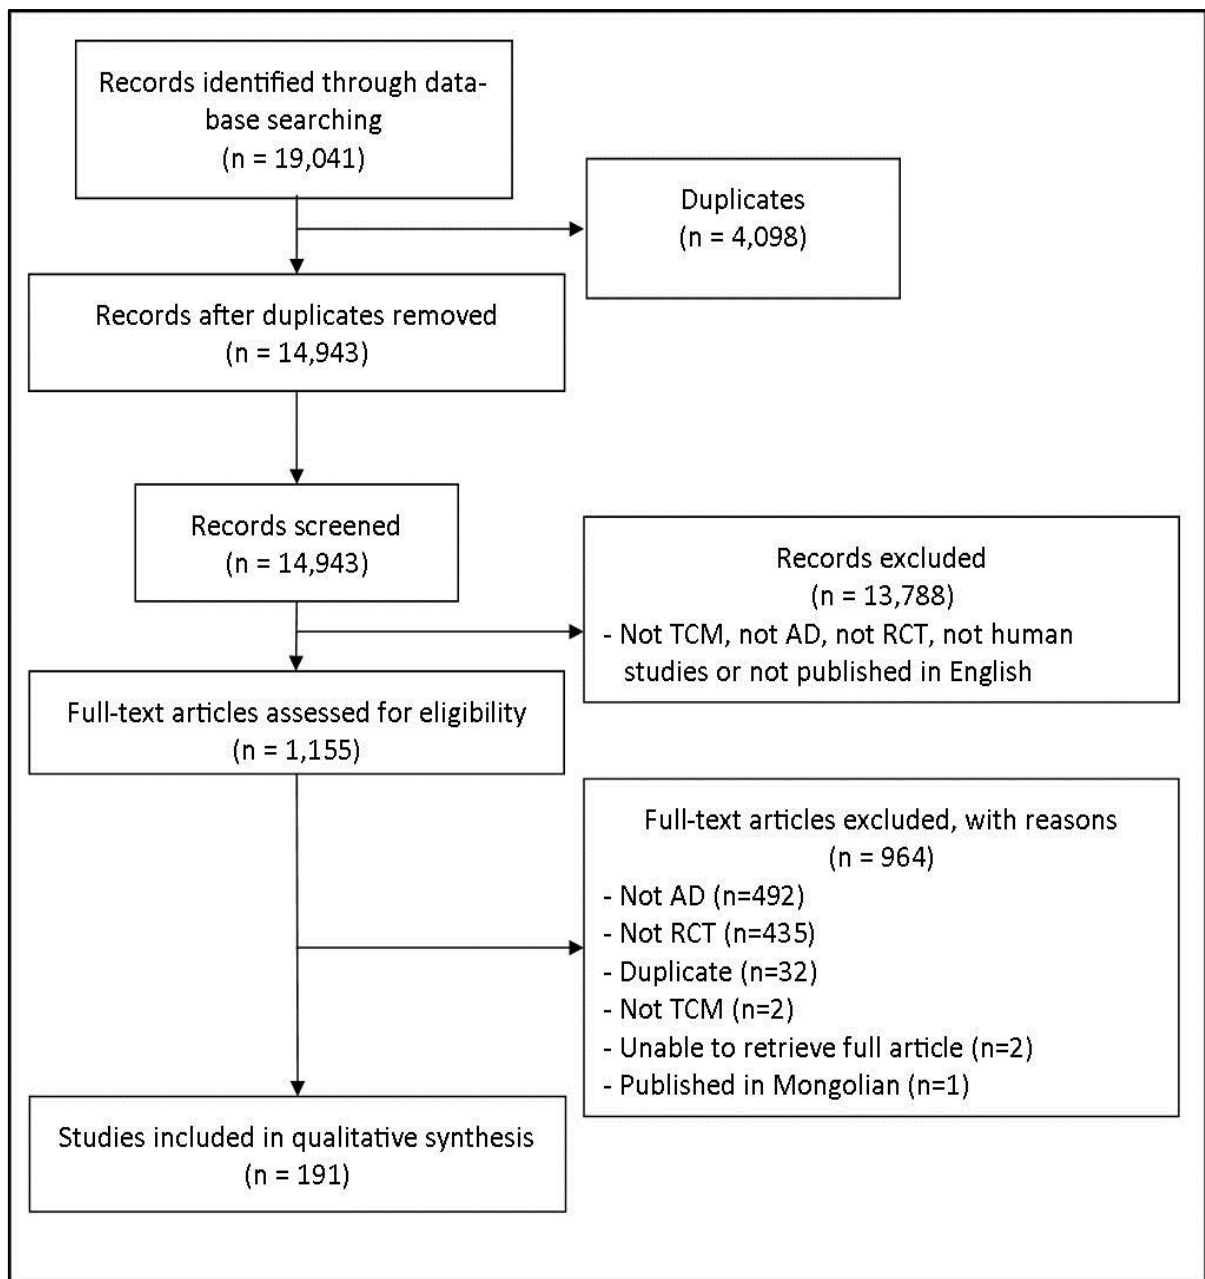 Records identified through data-
base searching
(n = 19,041)
Duplicates
(n = 4,098)
Records after duplicates removed
(n = 14,943)
Records screened
(n = 14,943)
Records excluded
(n = 13,788)
- Not TCM, not AD, not RCT, not human
studies or not published in English
Full-text articles assessed for eligibility
(n = 1,155)
Full-text articles excluded, with reasons
(n = 964)
- Not AD (n=492)
- Not RCT (n=435)
- Duplicate (n=32)
- Not TCM (n=2)
- Unable to retrieve full article (n=2)
- Published in Mongolian (n=1)
Studies included in qualitative synthesis
(n = 191)